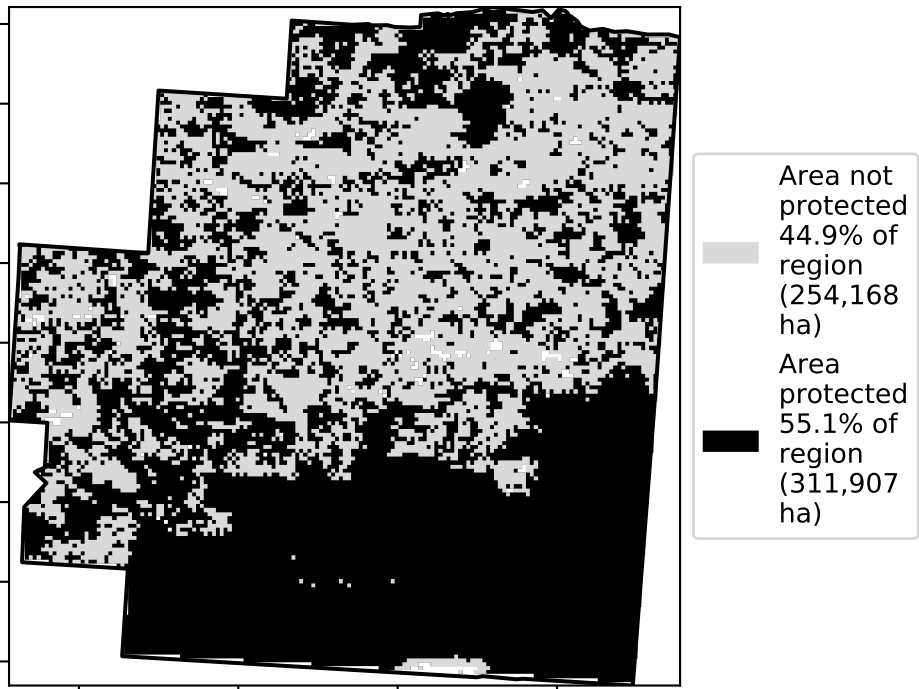 Area not
protected
44.9% of
region
(254,168
ha)
Area
protected
55.1% of
region
(311,907
ha)